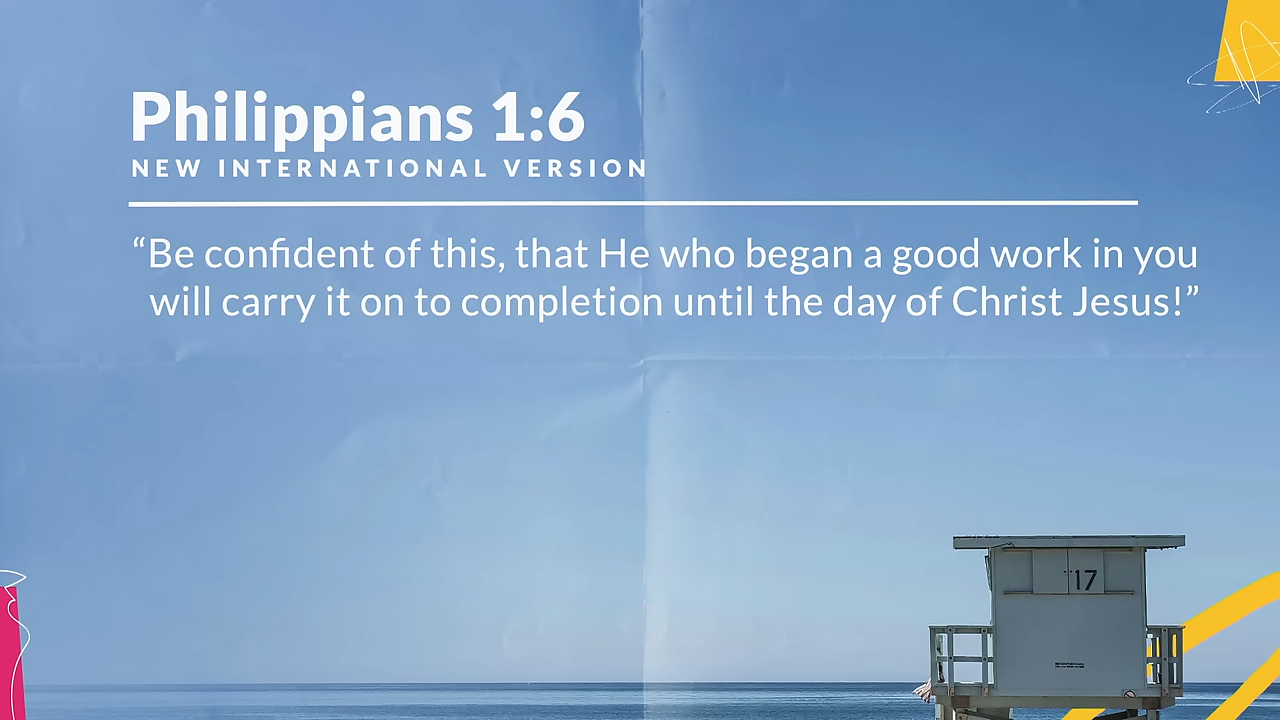 Philippians 1:6
NEW INTERNATIONAL VERSION
“Be confident of this, that He who began a good work in you
will carry it on to completion until the day of Christ Jesus!”
17